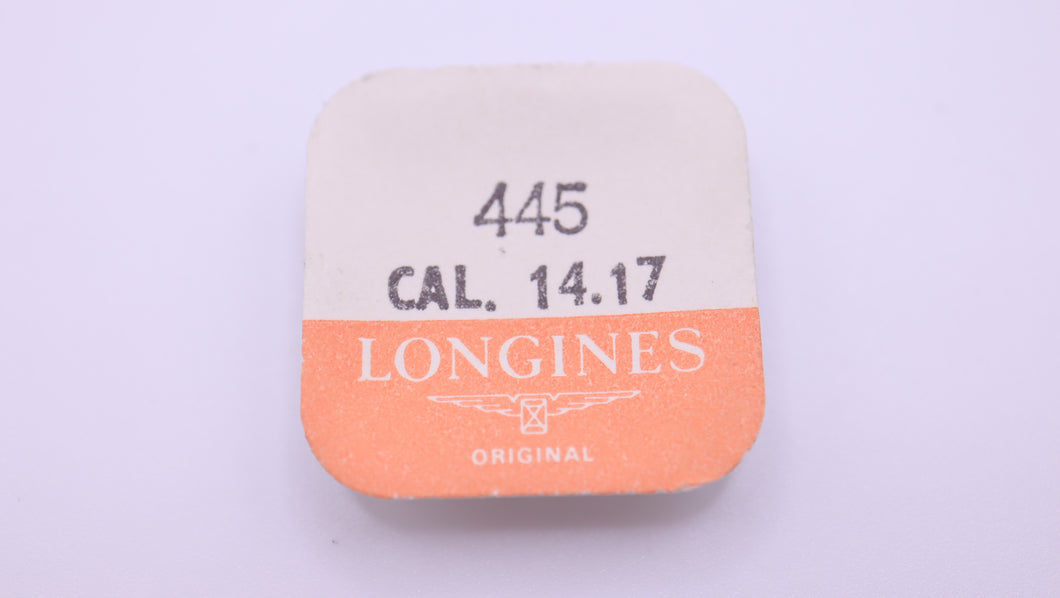 445
CAL. 14.17
LONGINES
ORIGINAL